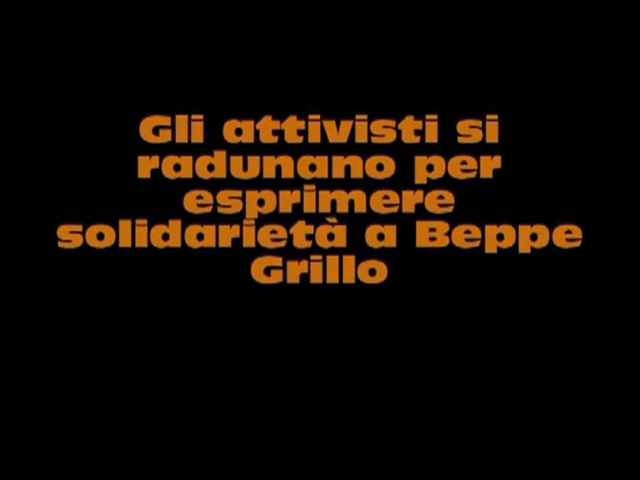 Gli attivisti si
radunano per
esprimere
solidarietà a Beppe
Grillo